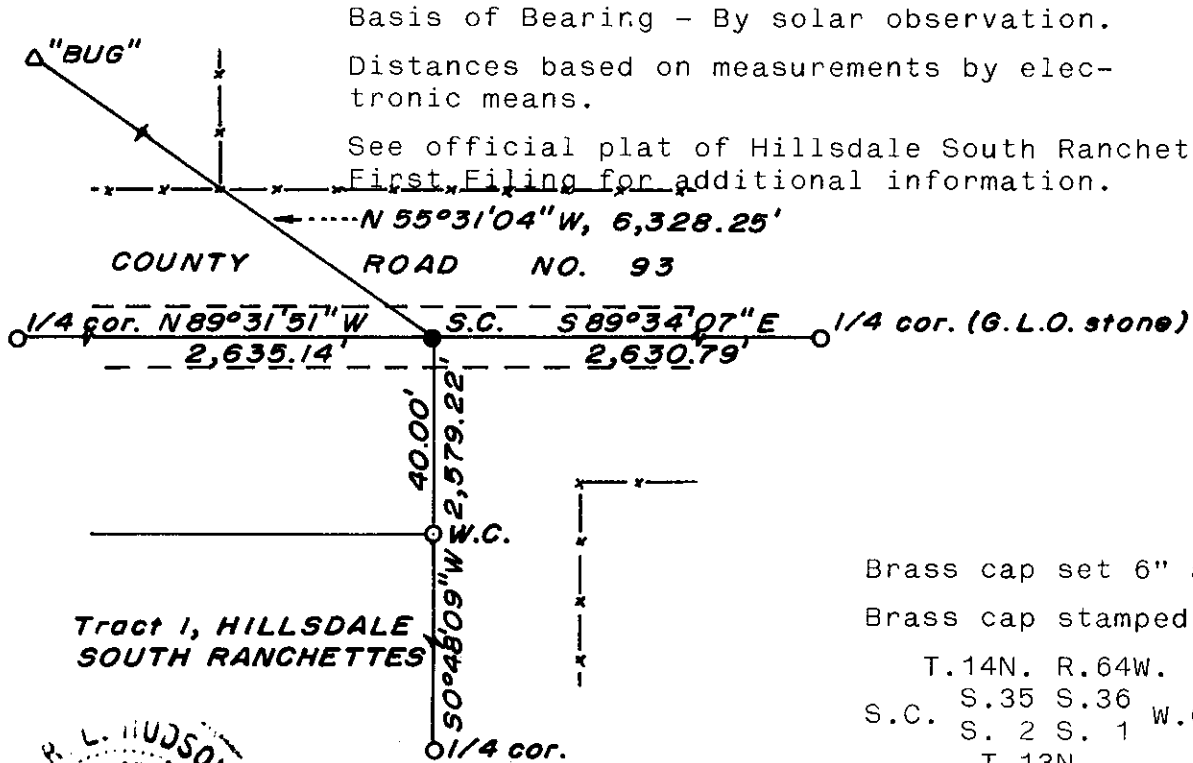 Basis of Bearing - By solar observation.
"BUG"
Distances based on measurements by elec-
tronic means.
See official plat of Hillsdale South Ranchet
First Filing for additional information.
N 55°31'04" W, 6,328.25'
COUNTY ROAD NO. 93
1/4 cor. N 89°31'51" W S.C. S 89°34'07" E 1/4 cor. (G.L.O. stone)
2,635.14' 2,630.79'
40.00'
2,579.22'
W.C.
S0°48'09"W
Tract 1, HILLSDALE
SOUTH RANCHETTES
1/4 cor.
Brass cap set 6"
Brass cap stamped
T.14N. R.64W.
S.35 S.36
S.C. W.
S. 2 S. 1
T.13N.
R. L. HUDSO